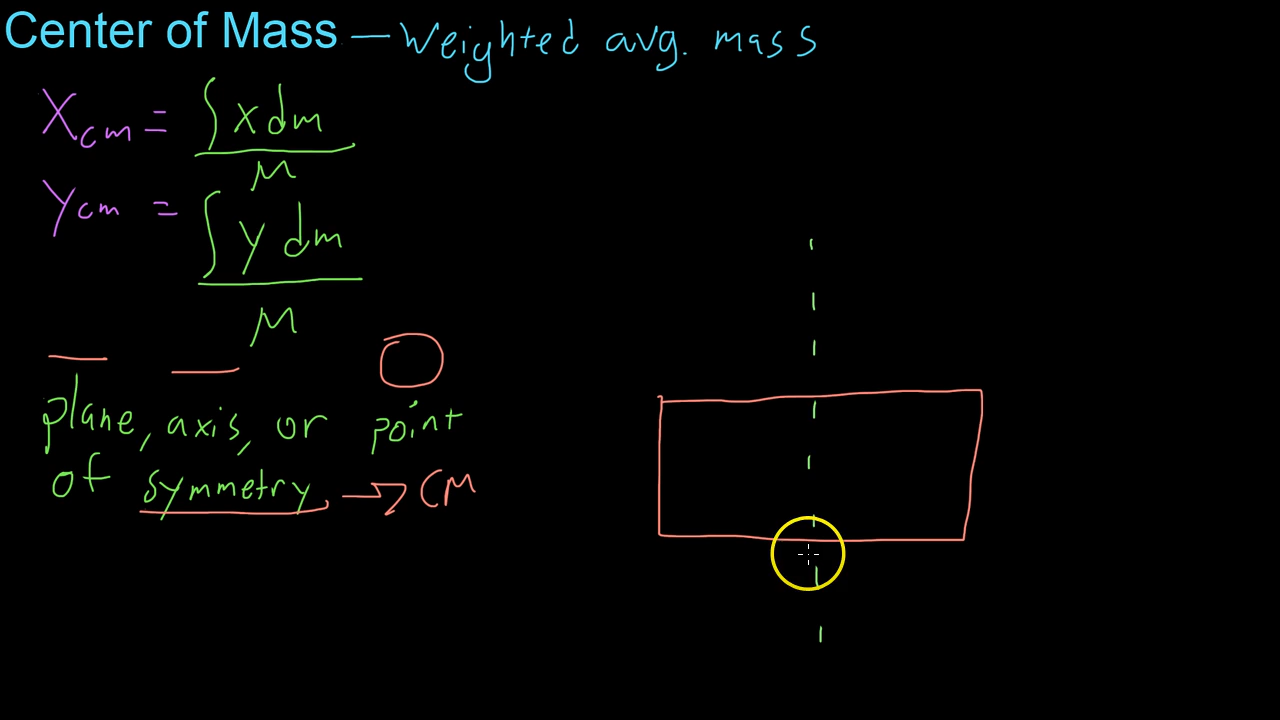 Center of Mass — Weighted avg. mass
Xcm = ∫x dm / M
Ycm = ∫y dm / M
plane, axis, or point
of symmetry → CM